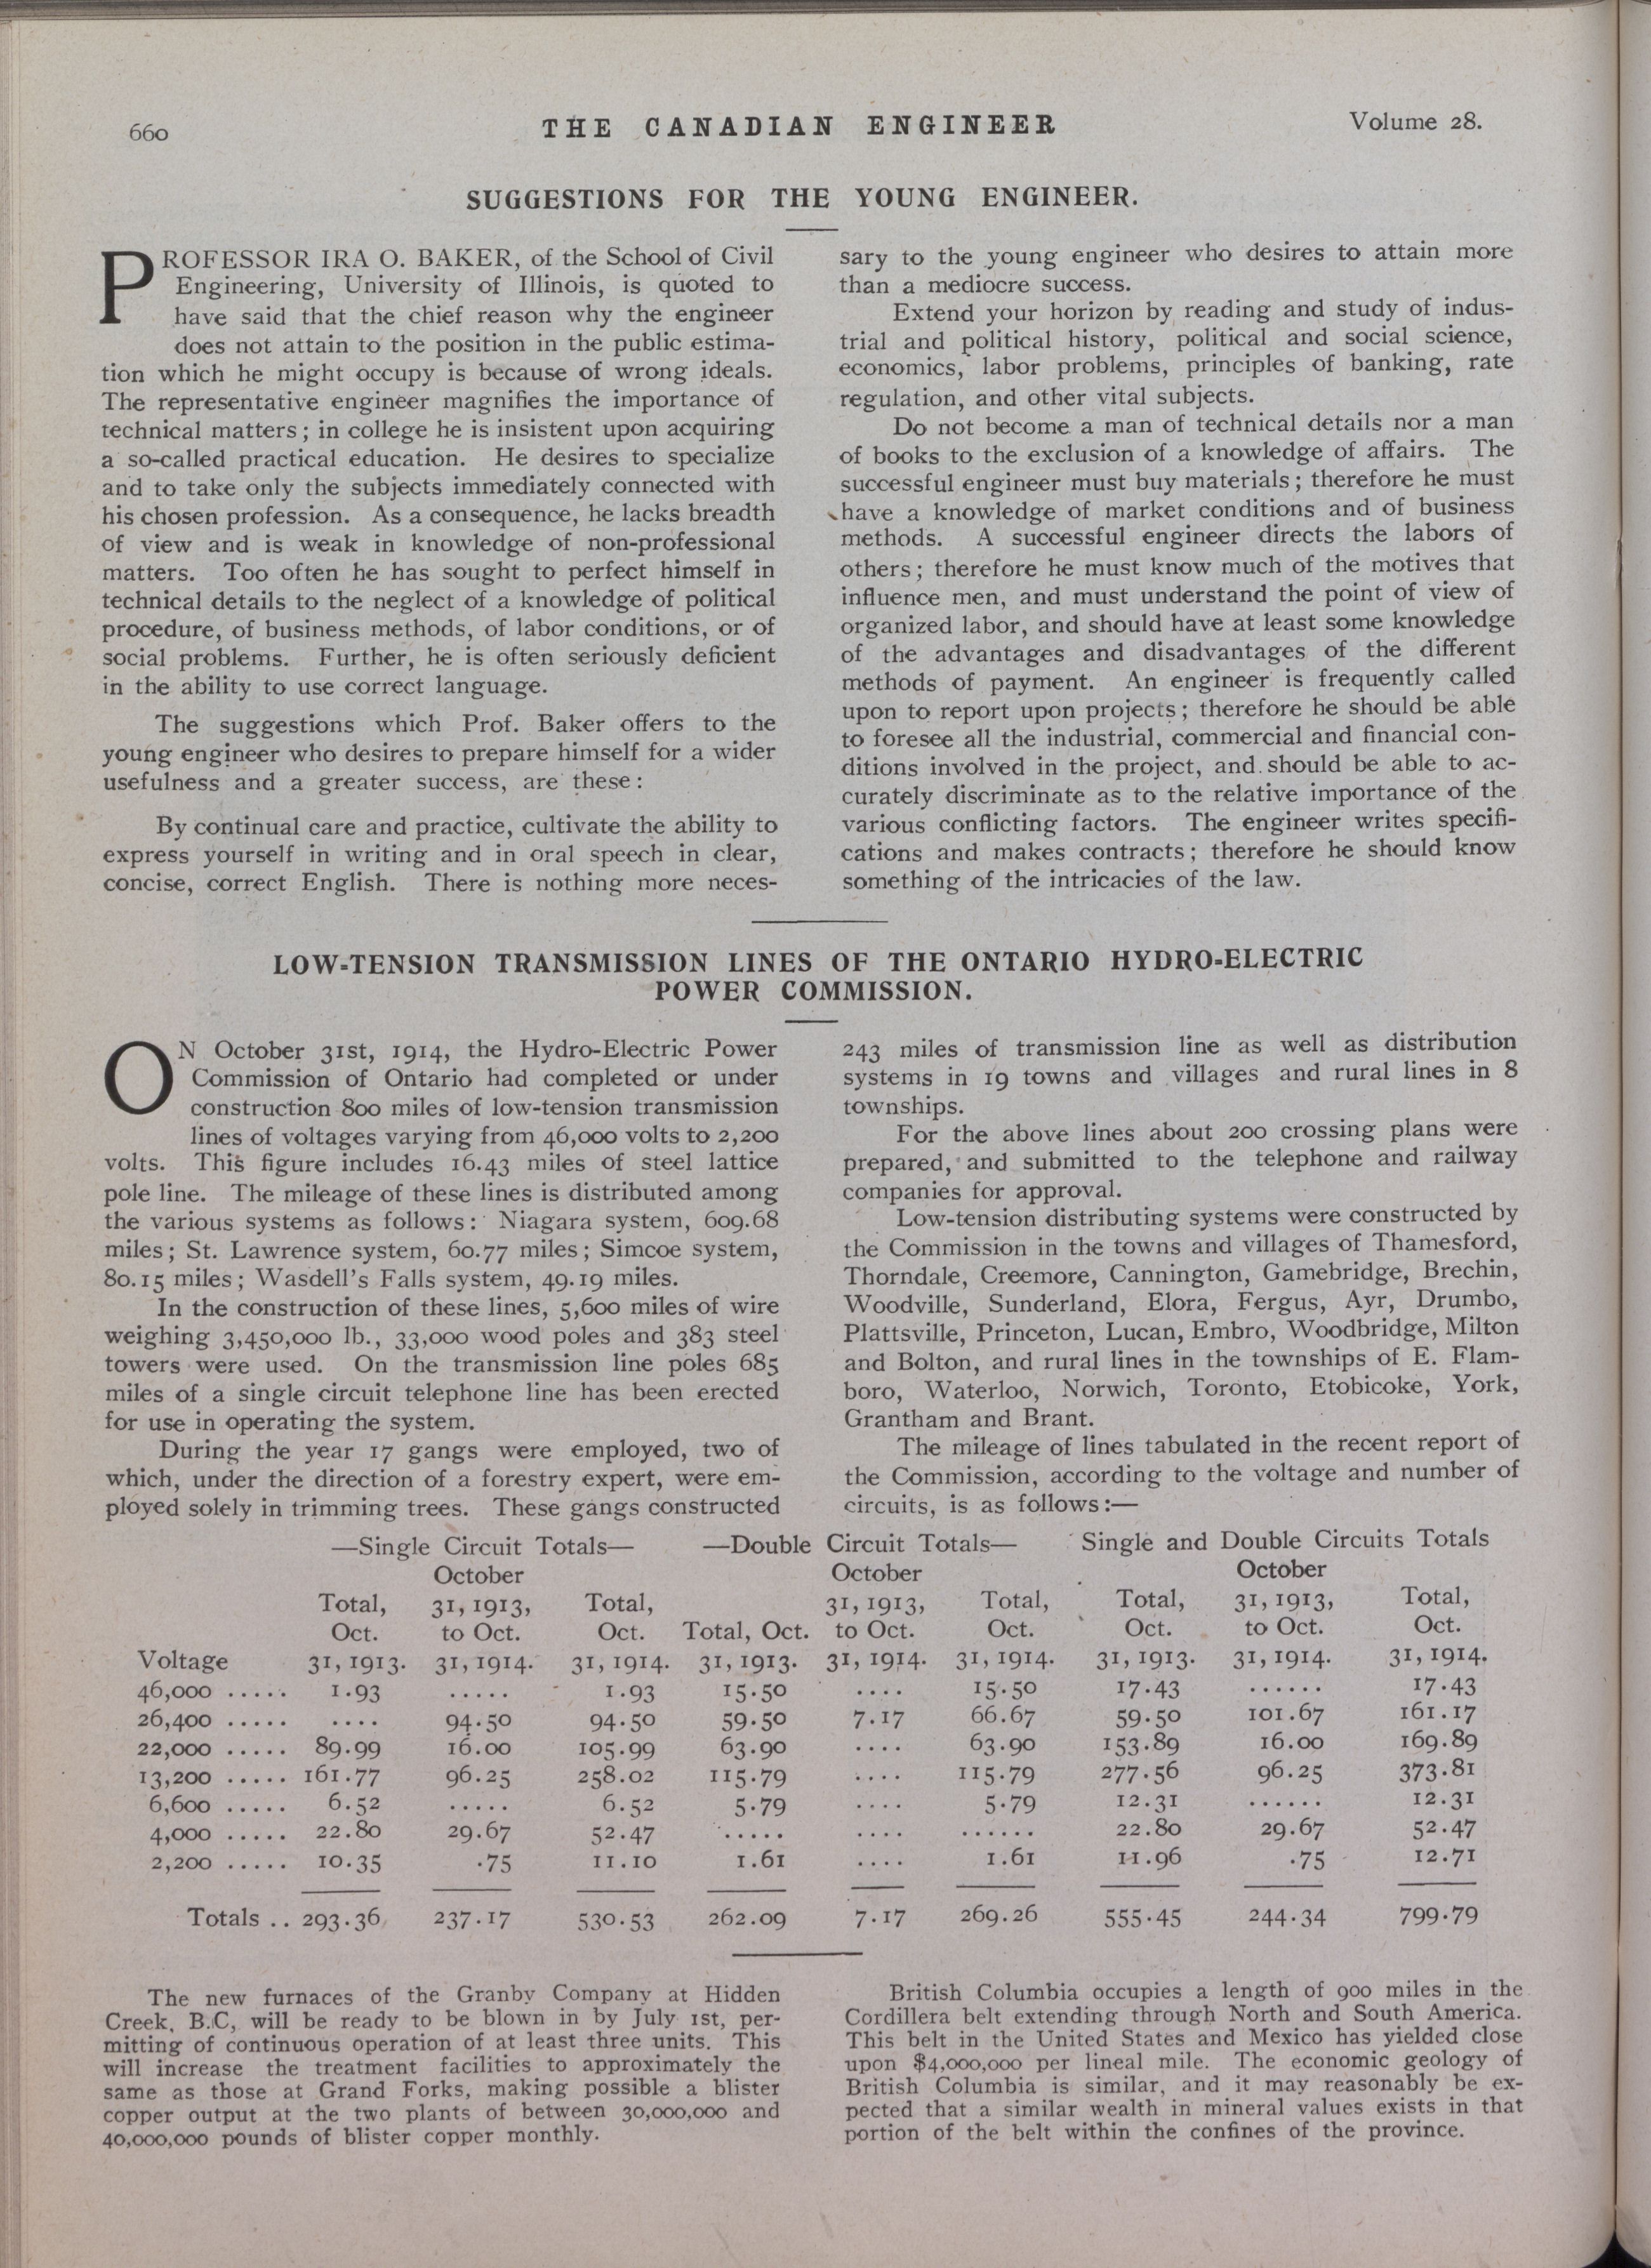 660
THE CANADIAN ENGINEER
Volume 28.
SUGGESTIONS FOR THE YOUNG ENGINEER.
PROFESSOR IRA O. BAKER, of the School of Civil
Engineering, University of Illinois, is quoted to
have said that the chief reason why the engineer
does not attain to the position in the public estima-
tion which he might occupy is because of wrong ideals.
The representative engineer magnifies the importance of
technical matters; in college he is insistent upon acquiring
a so-called practical education. He desires to specialize
and to take only the subjects immediately connected with
his chosen profession. As a consequence, he lacks breadth
of view and is weak in knowledge of non-professional
matters. Too often he has sought to perfect himself in
technical details to the neglect of a knowledge of political
procedure, of business methods, of labor conditions, or of
social problems. Further, he is often seriously deficient
in the ability to use correct language.
The suggestions which Prof. Baker offers to the
young engineer who desires to prepare himself for a wider
usefulness and a greater success, are these:
By continual care and practice, cultivate the ability to
express yourself in writing and in oral speech in clear,
concise, correct English. There is nothing more neces-
sary to the young engineer who desires to attain more
than a mediocre success.
Extend your horizon by reading and study of indus-
trial and political history, political and social science,
economics, labor problems, principles of banking, rate
regulation, and other vital subjects.
Do not become a man of technical details nor a man
of books to the exclusion of a knowledge of affairs. The
successful engineer must buy materials; therefore he must
have a knowledge of market conditions and of business
methods. A successful engineer directs the labors of
others; therefore he must know much of the motives that
influence men, and must understand the point of view of
organized labor, and should have at least some knowledge
of the advantages and disadvantages of the different
methods of payment. An engineer is frequently called
upon to report upon projects; therefore he should be able
to foresee all the industrial, commercial and financial con-
ditions involved in the project, and should be able to ac-
curately discriminate as to the relative importance of the
various conflicting factors. The engineer writes specifi-
cations and makes contracts; therefore he should know
something of the intricacies of the law.
LOW-TENSION TRANSMISSION LINES OF THE ONTARIO HYDRO-ELECTRIC
POWER COMMISSION.
ON October 31st, 1914, the Hydro-Electric Power
Commission of Ontario had completed or under
construction 800 miles of low-tension transmission
lines of voltages varying from 46,000 volts to 2,200
volts. This figure includes 16.43 miles of steel lattice
pole line. The mileage of these lines is distributed among
the various systems as follows: Niagara system, 609.68
miles; St. Lawrence system, 60.77 miles; Simcoe system,
80.15 miles; Wasdell's Falls system, 49.19 miles.
In the construction of these lines, 5,600 miles of wire
weighing 3,450,000 lb., 33,000 wood poles and 383 steel
towers were used. On the transmission line poles 685
miles of a single circuit telephone line has been erected
for use in operating the system.
During the year 17 gangs were employed, two of
which, under the direction of a forestry expert, were em-
ployed solely in trimming trees. These gangs constructed
243 miles of transmission line as well as distribution
systems in 19 towns and villages and rural lines in 8
townships.
For the above lines about 200 crossing plans were
prepared, and submitted to the telephone and railway
companies for approval.
Low-tension distributing systems were constructed by
the Commission in the towns and villages of Thamesford,
Thorndale, Creemore, Cannington, Gamebridge, Brechin,
Woodville, Sunderland, Elora, Fergus, Ayr, Drumbo,
Plattsville, Princeton, Lucan, Embro, Woodbridge, Milton
and Bolton, and rural lines in the townships of E. Flam-
boro, Waterloo, Norwich, Toronto, Etobicoke, York,
Grantham and Brant.
The mileage of lines tabulated in the recent report of
the Commission, according to the voltage and number of
circuits, is as follows:—
—Single Circuit Totals— —Double Circuit Totals— Single and Double Circuits Totals
October October October
Total, 31, 1913, Total, 31, 1913, Total, Total, 31, 1913, Total,
Oct. to Oct. Oct. Total, Oct. to Oct. Oct. Oct. to Oct. Oct.
Voltage 31, 1913. 31, 1914. 31, 1914. 31, 1913. 31, 1914. 31, 1914. 31, 1913. 31, 1914. 31, 1914.
46,000 ..... 1.93 ..... 1.93 15.50 .... 15.50 17.43 ...... 17.43
26,400 ..... .... 94.50 94.50 59.50 7.17 66.67 59.50 101.67 161.17
22,000 ..... 89.99 16.00 105.99 63.90 .... 63.90 153.89 16.00 169.89
13,200 ..... 161.77 96.25 258.02 115.79 .... 115.79 277.56 96.25 373.81
6,600 ..... 6.52 ..... 6.52 5.79 .... 5.79 12.31 ...... 12.31
4,000 ..... 22.80 29.67 52.47 ..... .... ...... 22.80 29.67 52.47
2,200 ..... 10.35 .75 11.10 1.61 .... 1.61 11.96 .75 12.71
Totals .. 293.36 237.17 530.53 262.09 7.17 269.26 555.45 244.34 799.79
The new furnaces of the Granby Company at Hidden
Creek, B.C, will be ready to be blown in by July 1st, per-
mitting of continuous operation of at least three units. This
will increase the treatment facilities to approximately the
same as those at Grand Forks, making possible a blister
copper output at the two plants of between 30,000,000 and
40,000,000 pounds of blister copper monthly.
British Columbia occupies a length of 900 miles in the
Cordillera belt extending through North and South America.
This belt in the United States and Mexico has yielded close
upon $4,000,000 per lineal mile. The economic geology of
British Columbia is similar, and it may reasonably be ex-
pected that a similar wealth in mineral values exists in that
portion of the belt within the confines of the province.